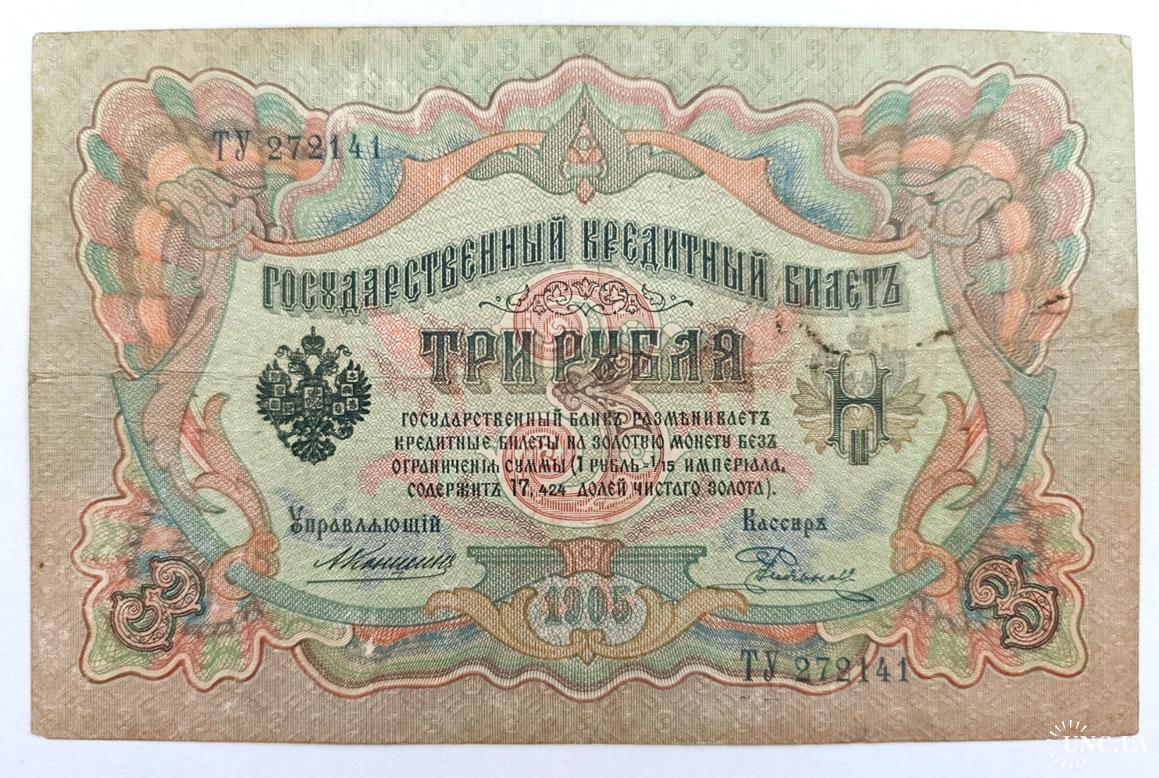 ТУ 272141
ГОСУДАРСТВЕННЫЙ КРЕДИТНЫЙ БИЛЕТЪ
3
ТРИ РУБЛЯ
ГОСУДАРСТВЕННЫЙ БАНКЪ РАЗМѢНИВАЕТЪ
КРЕДИТНЫЕ БИЛЕТЫ НА ЗОЛОТУЮ МОНЕТУ БЕЗЪ
ОГРАНИЧЕНІЯ СУММЫ (1 РУБЛЬ = 1/15 ИМПЕРІАЛА,
СОДЕРЖИТЪ 17,424 ДОЛЕЙ ЧИСТАГО ЗОЛОТА).
Управляющій Кассиръ
АКоншинъ
3 1905 3
ТУ 272141
UNC.UA